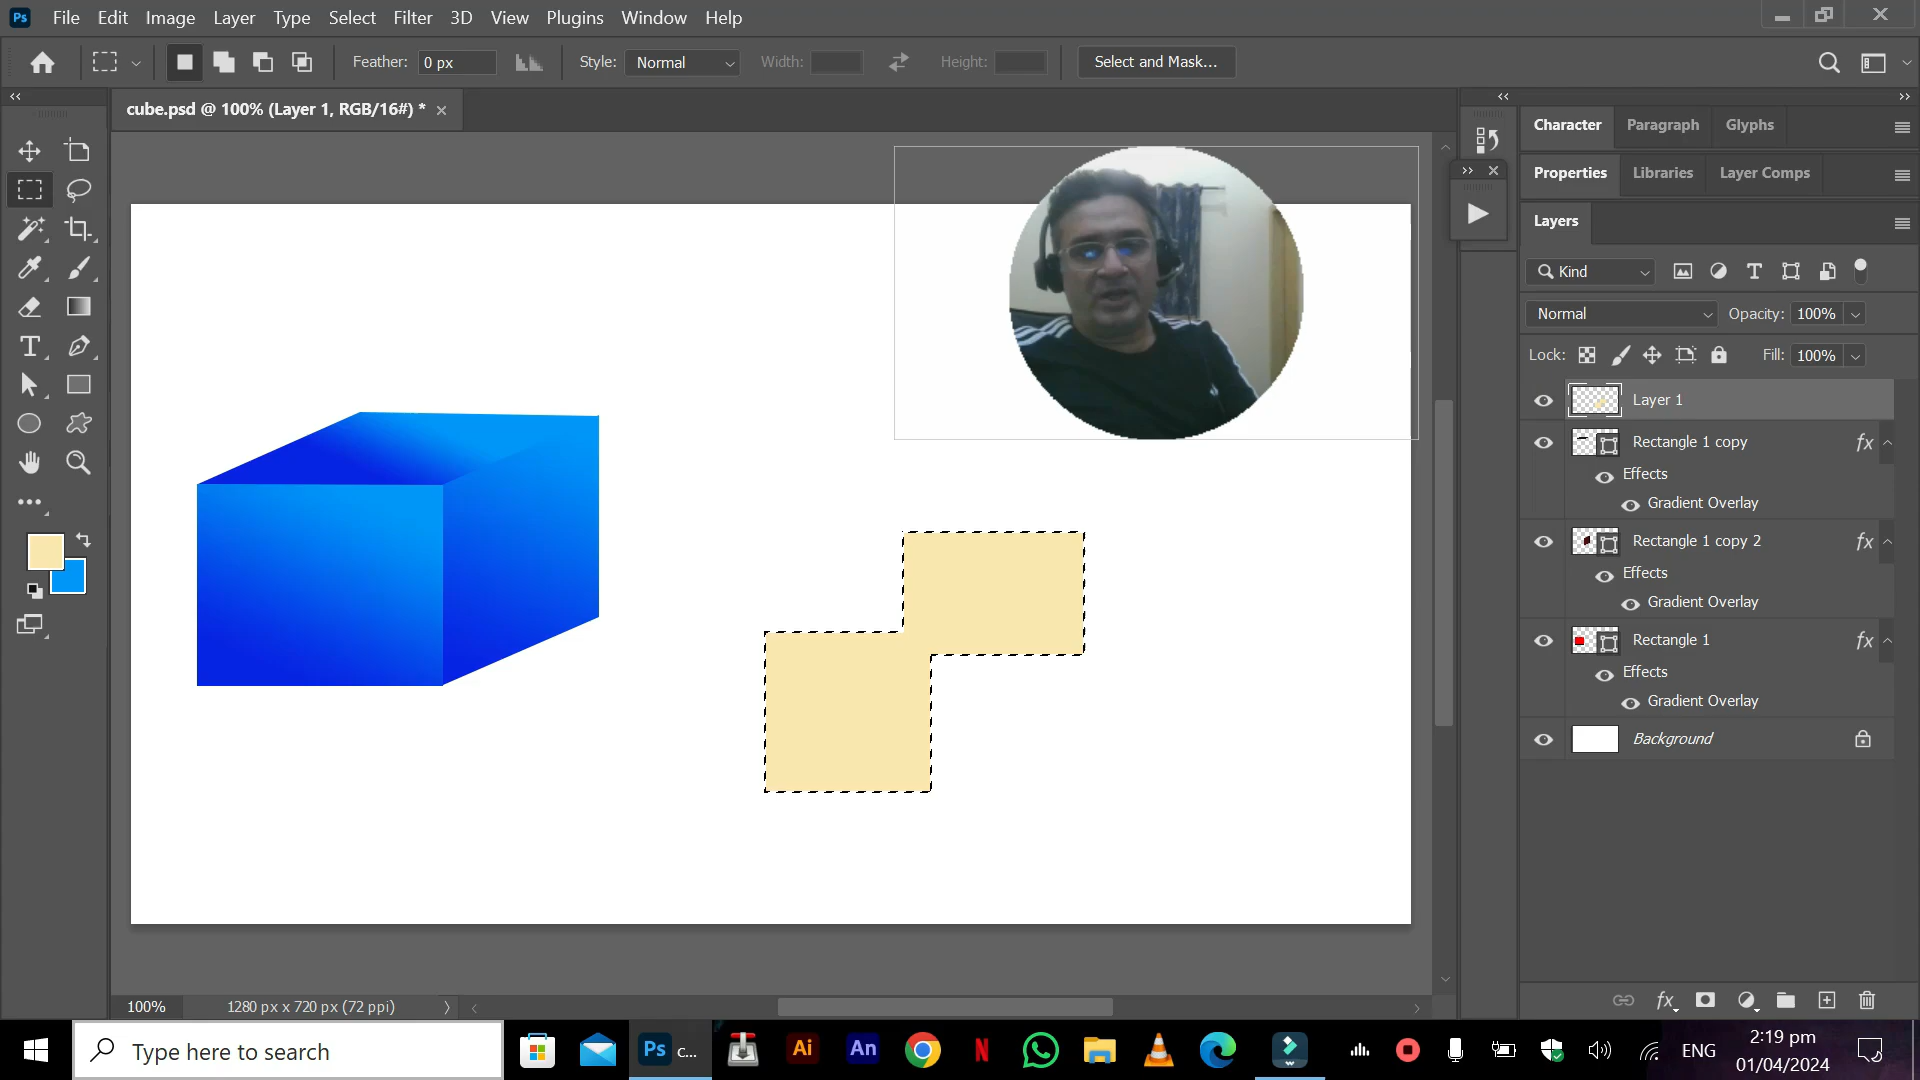 Ps File Edit Image Layer Type Select Filter 3D View Plugins Window Help
Feather: 0 px Style: Normal Width: Height: Select and Mask...
cube.psd @ 100% (Layer 1, RGB/16#) *
Character Paragraph Glyphs
Properties Libraries Layer Comps
Layers
Kind
Normal Opacity: 100%
Lock: Fill: 100%
Layer 1
Rectangle 1 copy fx
Effects
Gradient Overlay
Rectangle 1 copy 2 fx
Effects
Gradient Overlay
Rectangle 1 fx
Effects
Gradient Overlay
Background
100% 1280 px x 720 px (72 ppi)
fx
Type here to search
Ps c...
Ai
An
N
ENG
2:19 pm
01/04/2024